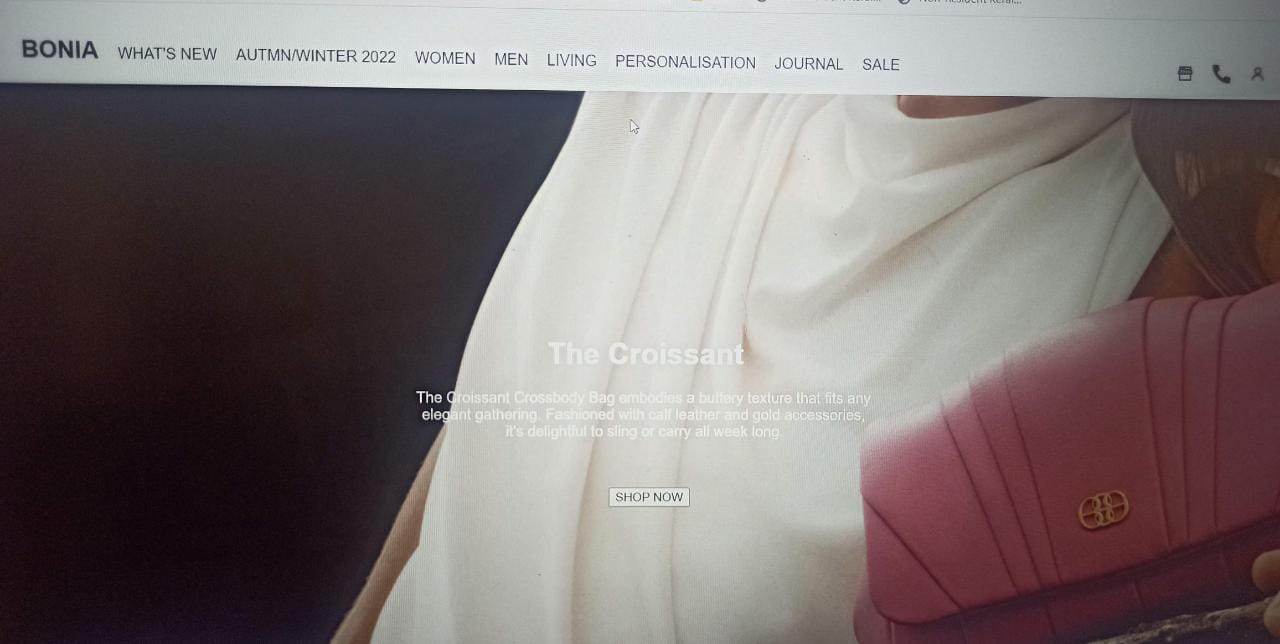 BONIA WHAT'S NEW AUTMN/WINTER 2022 WOMEN MEN LIVING PERSONALISATION JOURNAL SALE
The Croissant
The Croissant Crossbody Bag embodies a buttery texture that fits any
elegant gathering. Fashioned with calf leather and gold accessories,
it's delightful to sling or carry all week long.
SHOP NOW